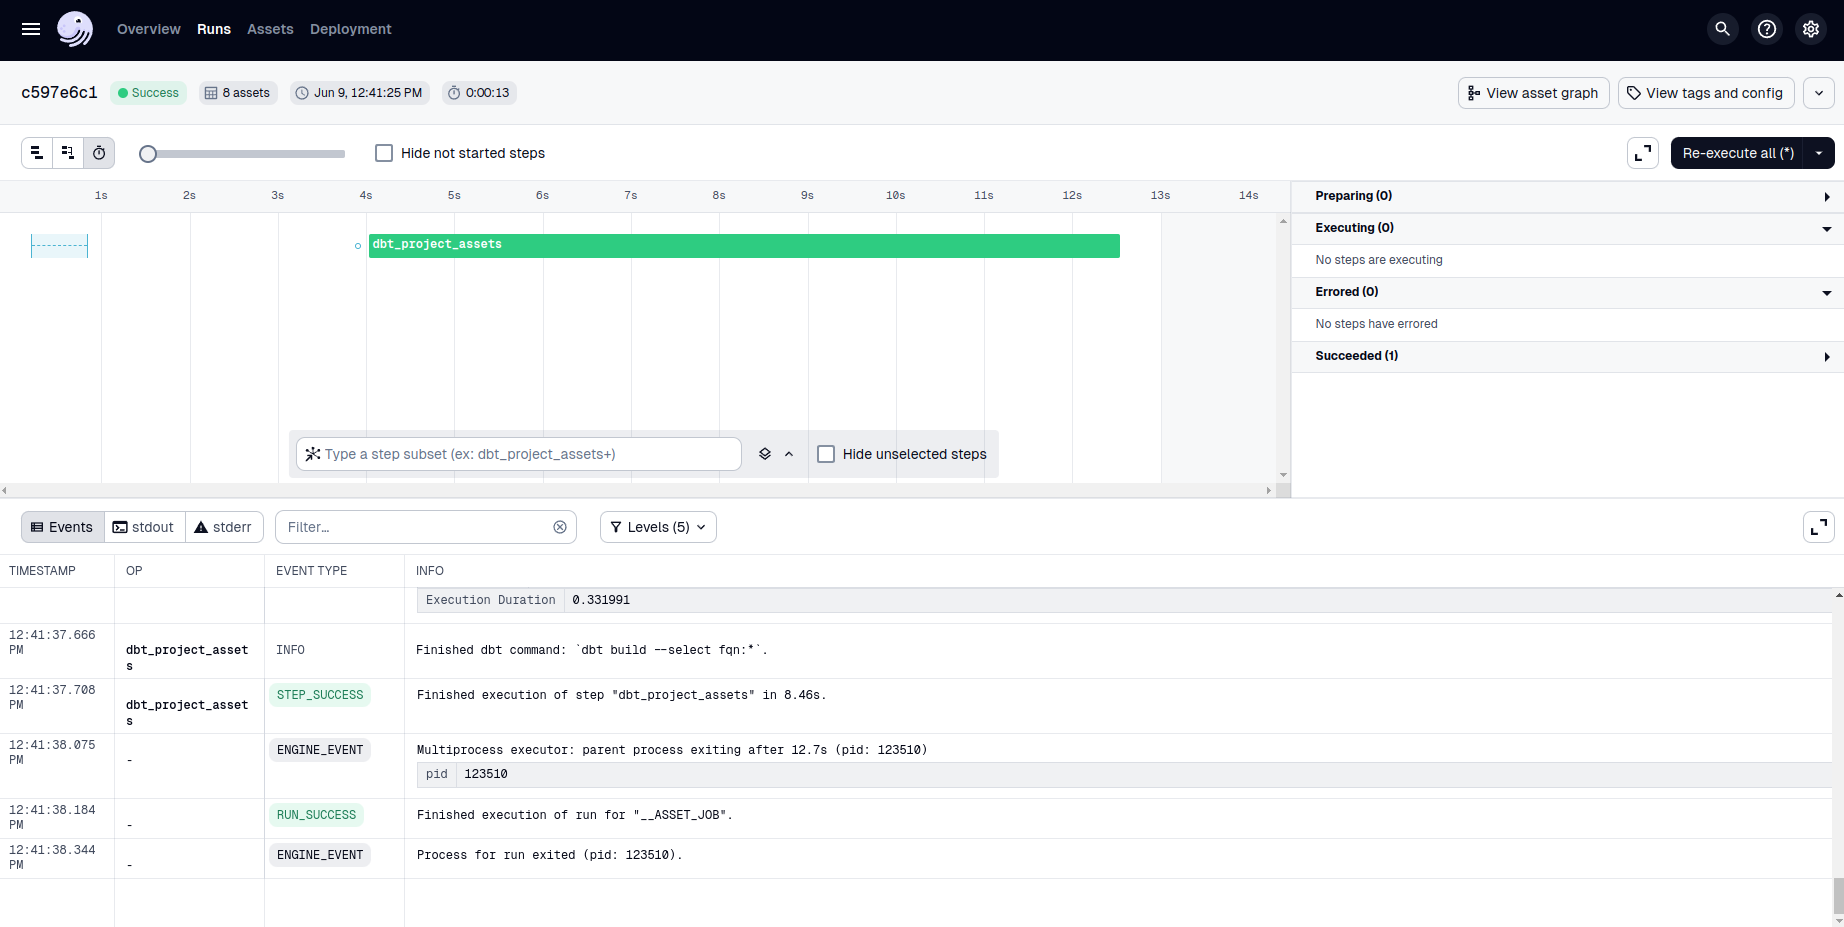 Overview Runs Assets Deployment
c597e6c1 Success 8 assets Jun 9, 12:41:25 PM 0:00:13 View asset graph View tags and config
Hide not started steps Re-execute all (*)
1s 2s 3s 4s 5s 6s 7s 8s 9s 10s 11s 12s 13s 14s
dbt_project_assets
Preparing (0)
Executing (0)
No steps are executing
Errored (0)
No steps have errored
Succeeded (1)
Type a step subset (ex: dbt_project_assets+) Hide unselected steps
Events stdout stderr Filter... Levels (5)
TIMESTAMP OP EVENT TYPE INFO
Execution Duration 0.331991
12:41:37.666
PM
dbt_project_asset
s
INFO
Finished dbt command: `dbt build --select fqn:*`.
12:41:37.708
PM
dbt_project_asset
s
STEP_SUCCESS
Finished execution of step "dbt_project_assets" in 8.46s.
12:41:38.075
PM
-
ENGINE_EVENT
Multiprocess executor: parent process exiting after 12.7s (pid: 123510)
pid 123510
12:41:38.184
PM
-
RUN_SUCCESS
Finished execution of run for "__ASSET_JOB".
12:41:38.344
PM
-
ENGINE_EVENT
Process for run exited (pid: 123510).